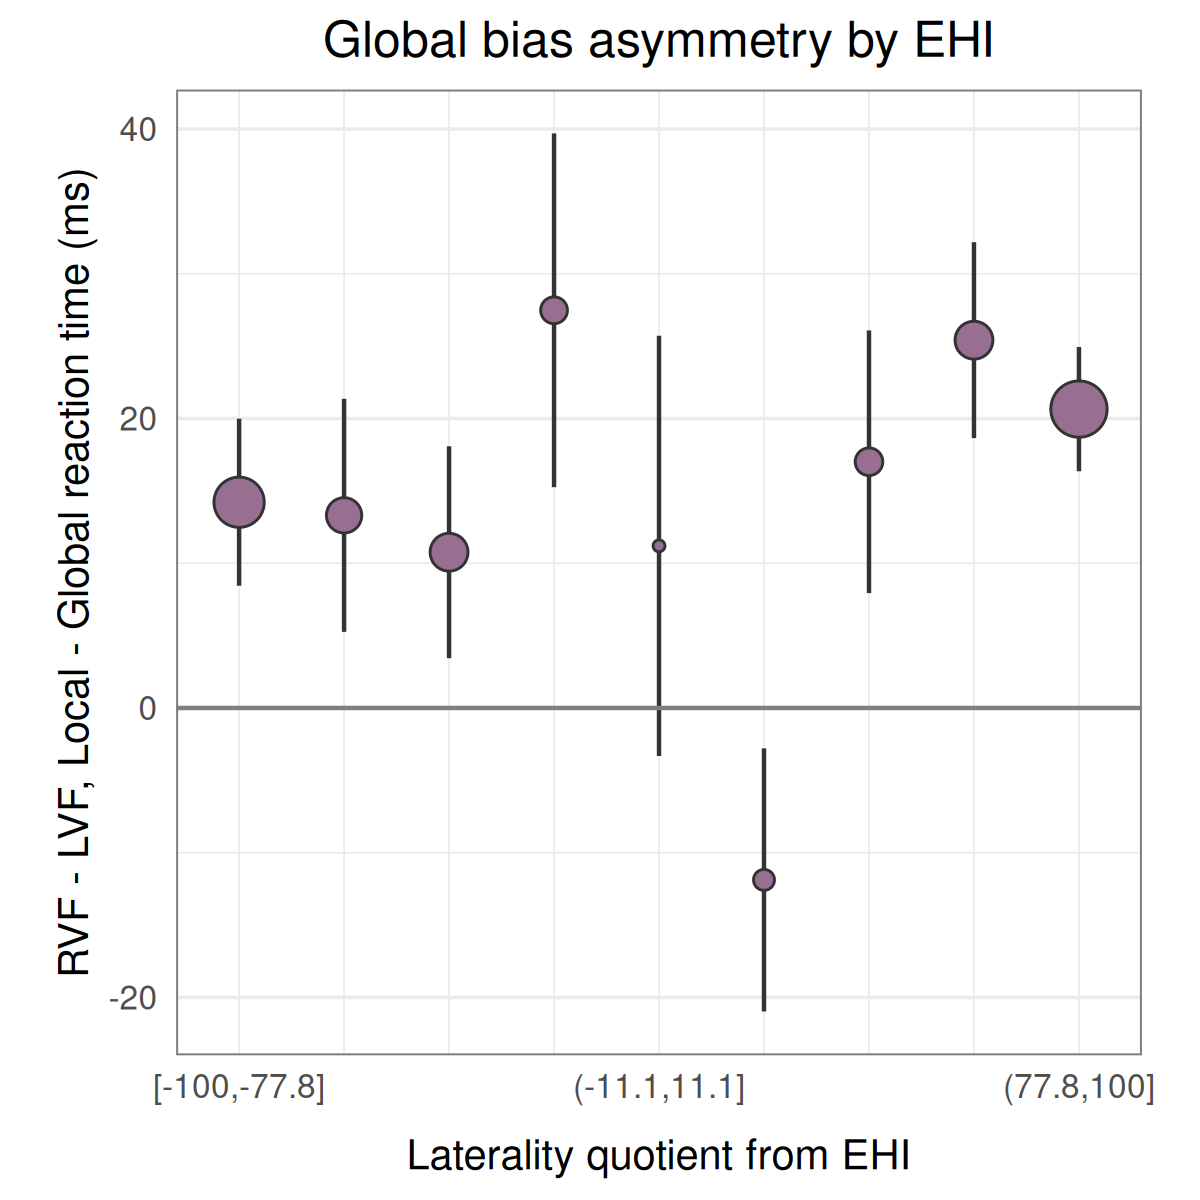 Global bias asymmetry by EHI
RVF - LVF, Local - Global reaction time (ms)
40
20
0
-20
[-100,-77.8]
(-11.1,11.1]
(77.8,100]
Laterality quotient from EHI